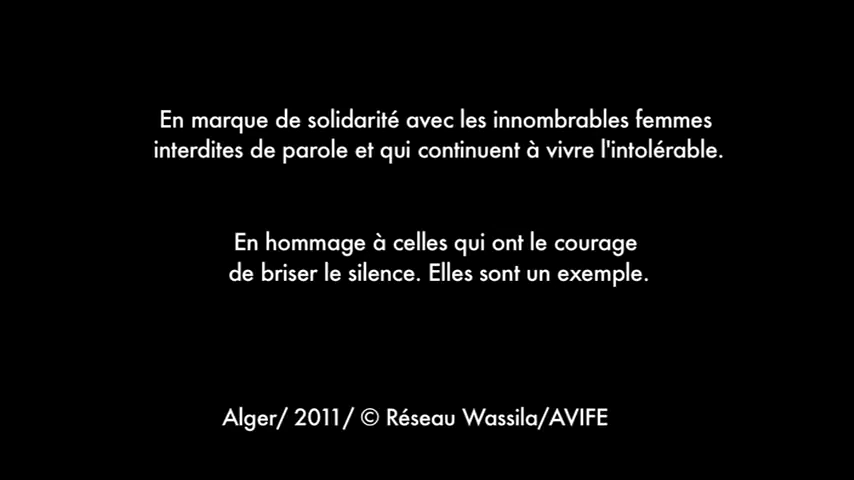 En marque de solidarité avec les innombrables femmes
interdites de parole et qui continuent à vivre l'intolérable.
En hommage à celles qui ont le courage
de briser le silence. Elles sont un exemple.
Alger/ 2011/ © Réseau Wassila/AVIFE